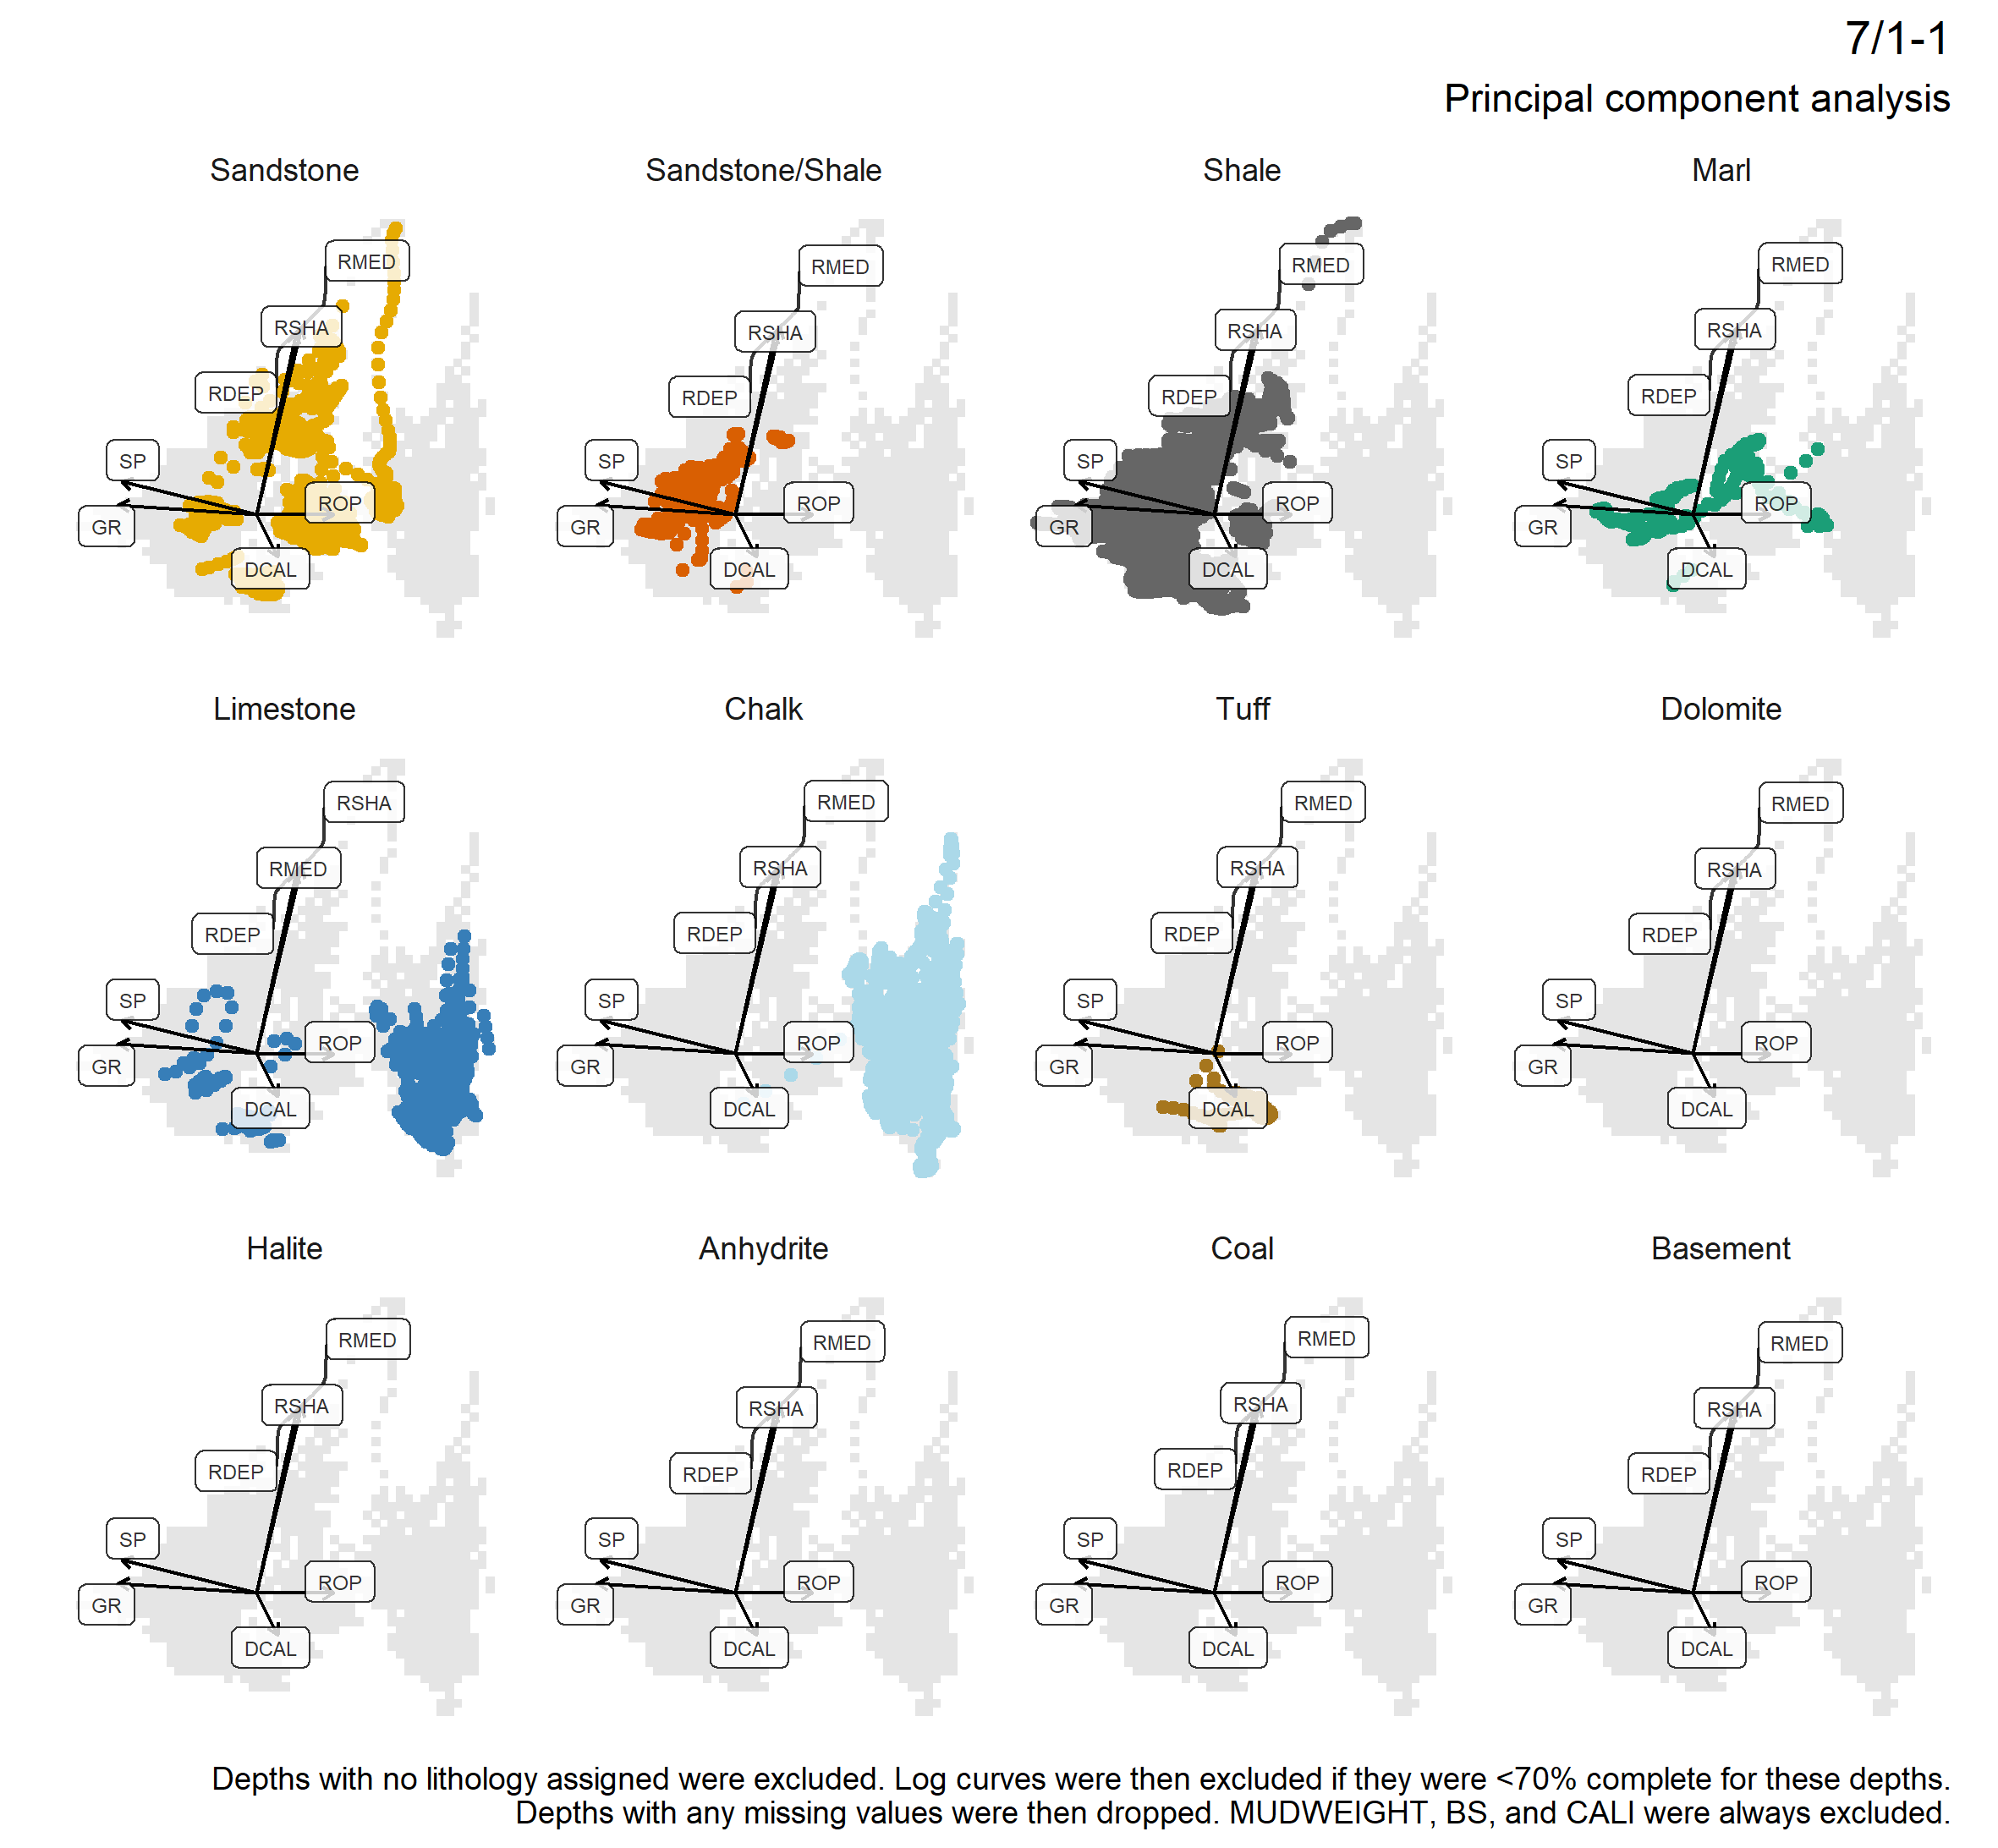 7/1-1
Principal component analysis
Sandstone
RMED
RSHA
RDEP
SP
GR
ROP
DCAL
Sandstone/Shale
RMED
RSHA
RDEP
SP
GR
ROP
DCAL
Shale
RMED
RSHA
RDEP
SP
GR
ROP
DCAL
Marl
RMED
RSHA
RDEP
SP
GR
ROP
DCAL
Limestone
RSHA
RMED
RDEP
SP
GR
ROP
DCAL
Chalk
RMED
RSHA
RDEP
SP
GR
ROP
DCAL
Tuff
RMED
RSHA
RDEP
SP
GR
ROP
DCAL
Dolomite
RMED
RSHA
RDEP
SP
GR
ROP
DCAL
Halite
RMED
RSHA
RDEP
SP
GR
ROP
DCAL
Anhydrite
RMED
RSHA
RDEP
SP
GR
ROP
DCAL
Coal
RMED
RSHA
RDEP
SP
GR
ROP
DCAL
Basement
RMED
RSHA
RDEP
SP
GR
ROP
DCAL
Depths with no lithology assigned were excluded. Log curves were then excluded if they were <70% complete for these depths.
Depths with any missing values were then dropped. MUDWEIGHT, BS, and CALI were always excluded.